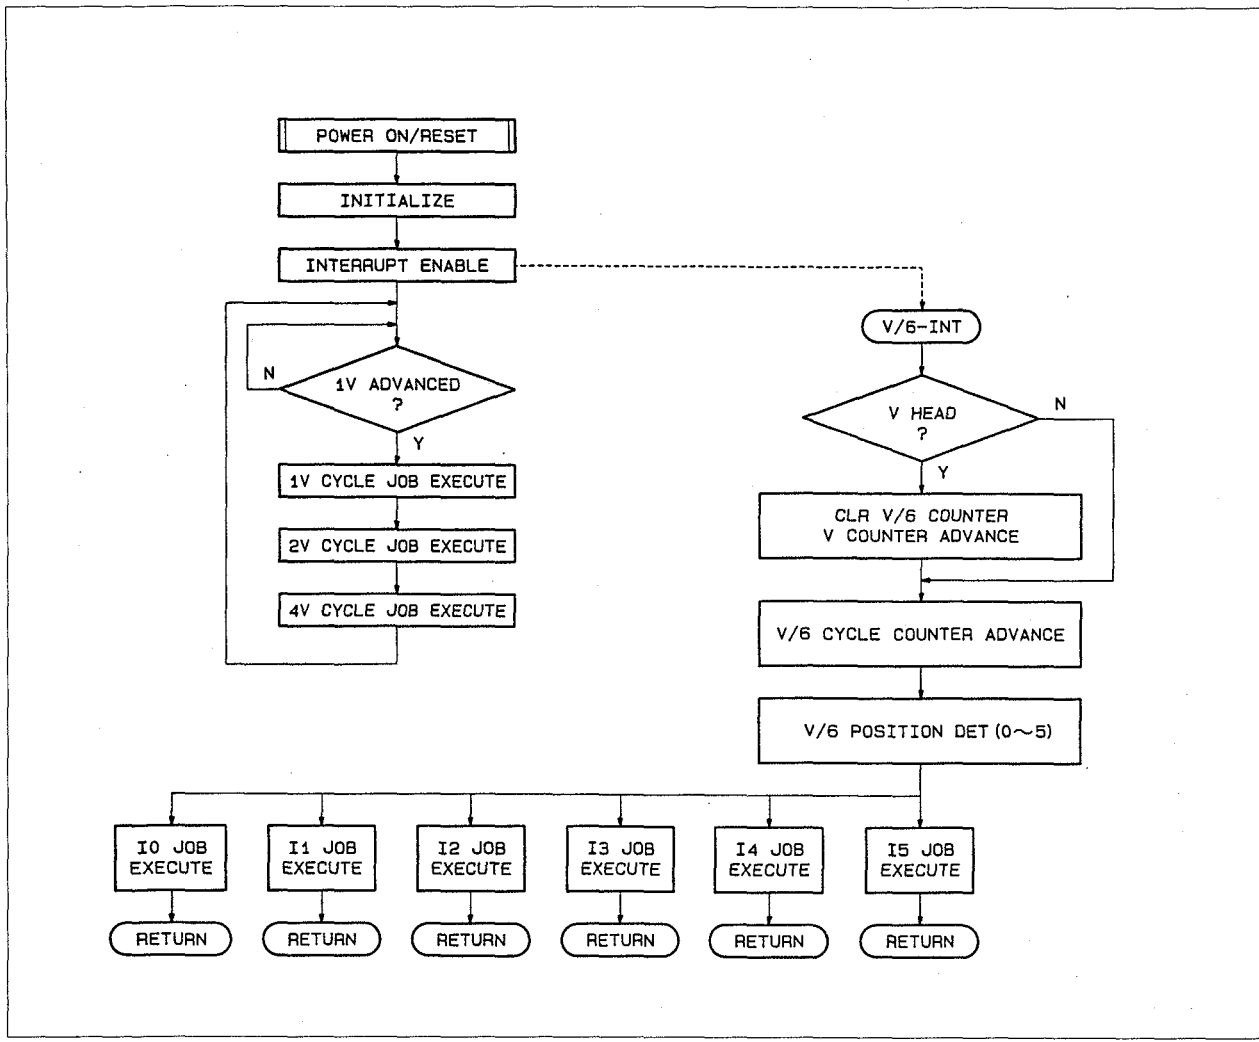 POWER ON/RESET
INITIALIZE
INTERRUPT ENABLE
V/6-INT
N
1V ADVANCED
?
Y
V HEAD
?
N
Y
1V CYCLE JOB EXECUTE
2V CYCLE JOB EXECUTE
4V CYCLE JOB EXECUTE
CLR V/6 COUNTER
V COUNTER ADVANCE
V/6 CYCLE COUNTER ADVANCE
V/6 POSITION DET (0～5)
I0 JOB
EXECUTE
I1 JOB
EXECUTE
I2 JOB
EXECUTE
I3 JOB
EXECUTE
I4 JOB
EXECUTE
I5 JOB
EXECUTE
RETURN
RETURN
RETURN
RETURN
RETURN
RETURN